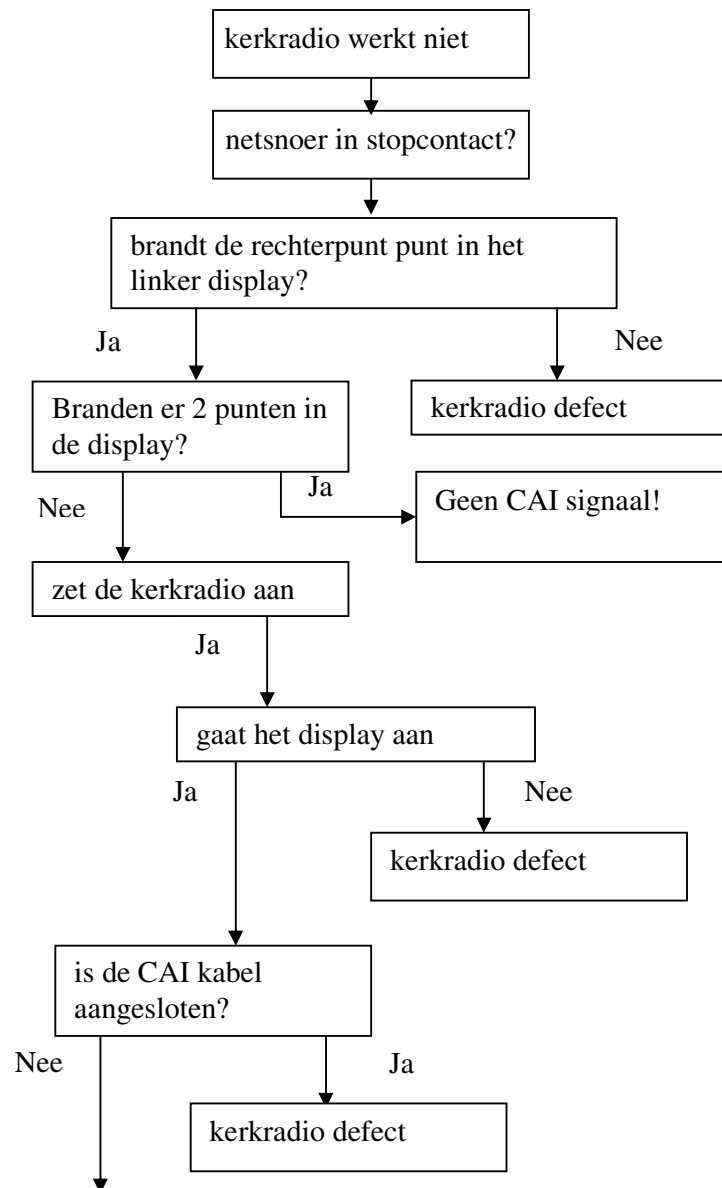 kerkradio werkt niet
netsnoer in stopcontact?
brandt de rechterpunt punt in het
linker display?
Ja
Nee
Branden er 2 punten in
de display?
kerkradio defect
Nee
Ja
Geen CAI signaal!
zet de kerkradio aan
Ja
gaat het display aan
Ja
Nee
kerkradio defect
is de CAI kabel
aangesloten?
Nee
Ja
kerkradio defect